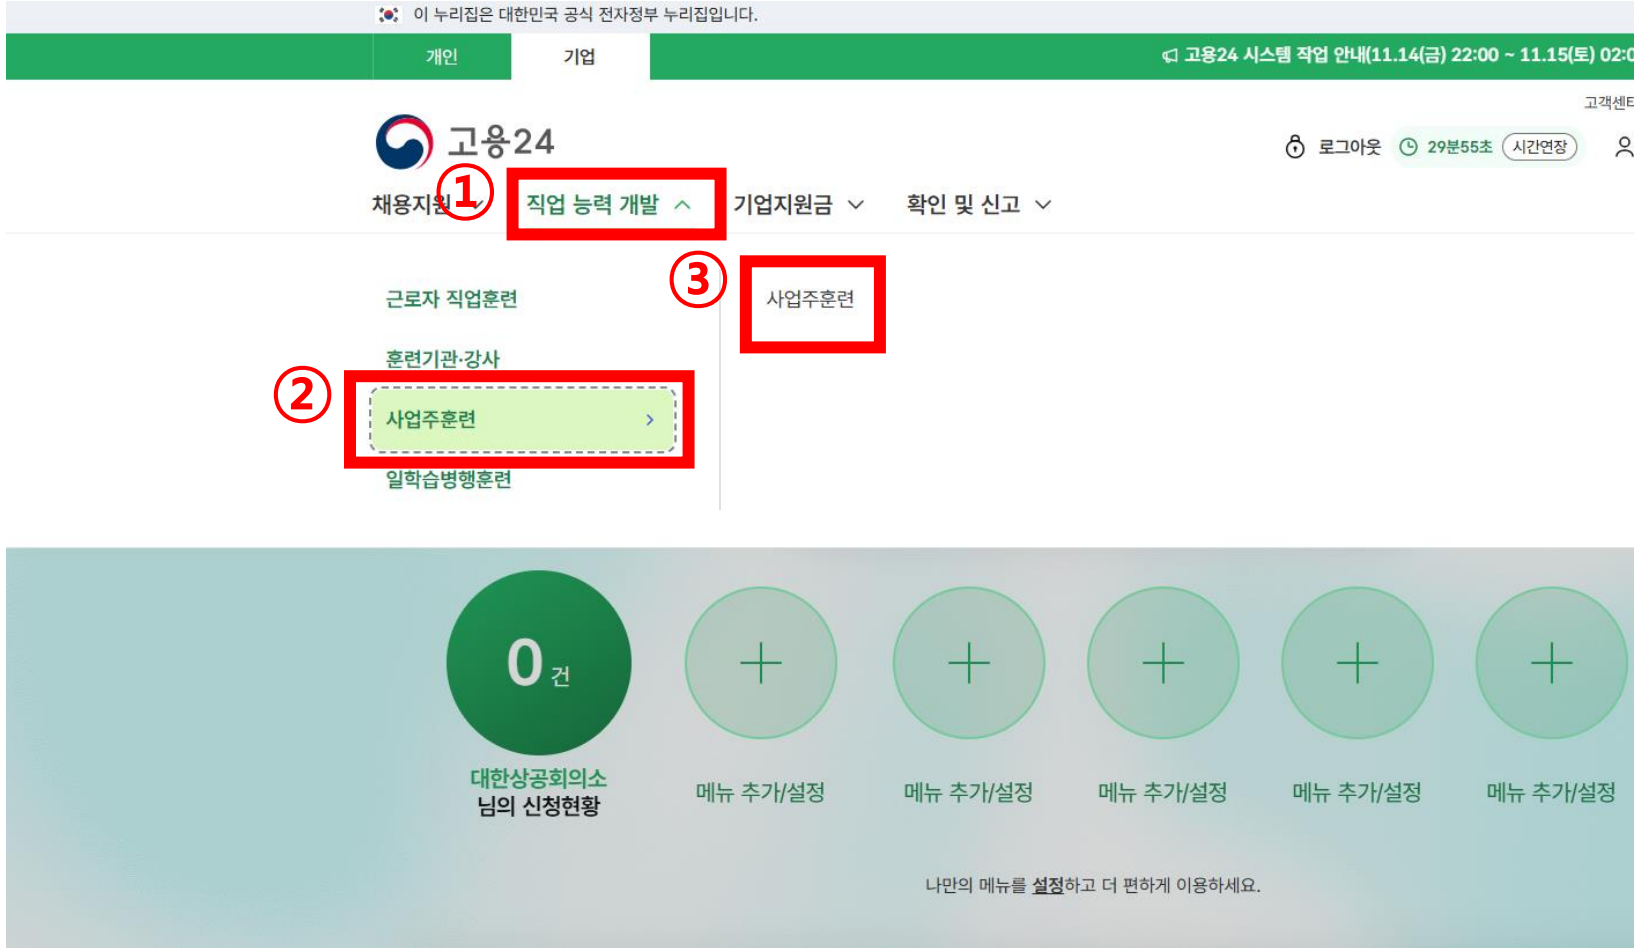 이 누리집은 대한민국 공식 전자정부 누리집입니다.
개인 기업 고용24 시스템 작업 안내(11.14(금) 22:00 ~ 11.15(토) 02:0
고객센터
고용24
로그아웃 29분55초 시간연장
① ​채용지원 직업 능력 개발 기업지원금 확인 및 신고
③
근로자 직업훈련 사업주훈련
훈련기관·강사
②
사업주훈련
일학습병행훈련
0 건
대한상공회의소
님의 신청현황
메뉴 추가/설정 메뉴 추가/설정 메뉴 추가/설정 메뉴 추가/설정 메뉴 추가/설정
나만의 메뉴를 설정하고 더 편하게 이용하세요.